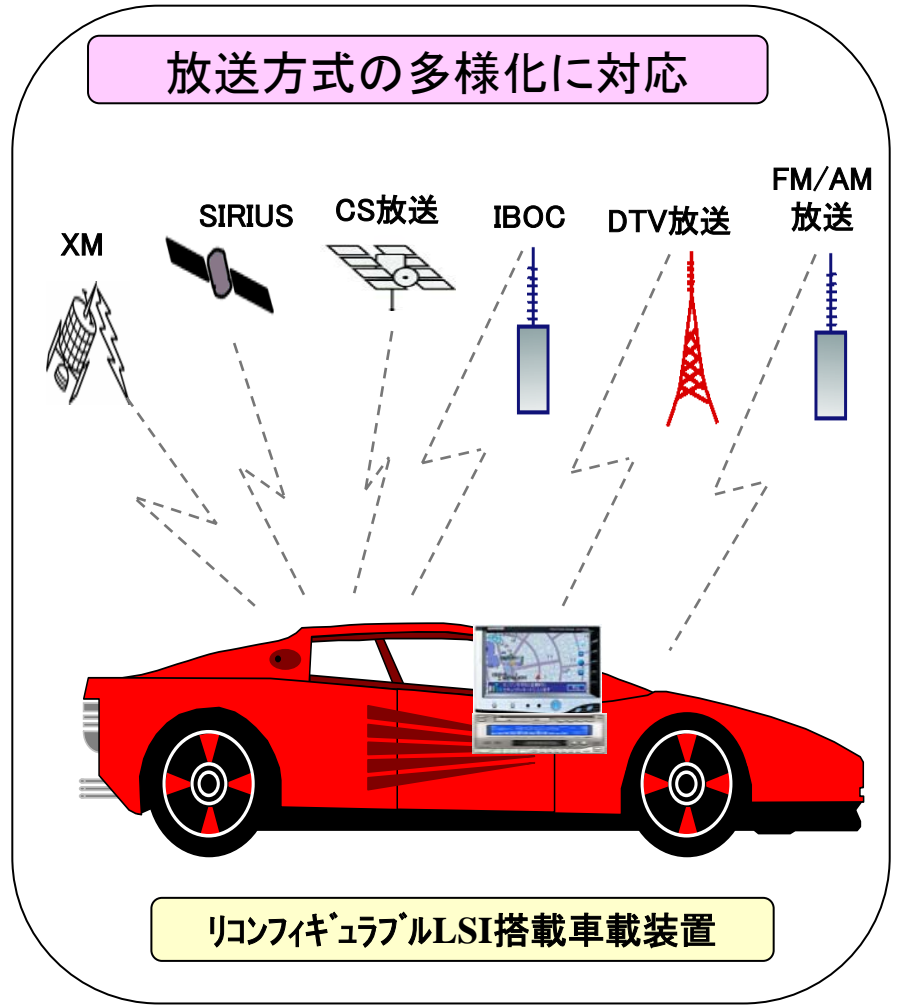 放送方式の多様化に対応
FM/AM
放送
SIRIUS
CS放送
IBOC
DTV放送
XM
ﾘｺﾝﾌｨｷﾞｭﾗﾌﾞﾙLSI搭載車載装置